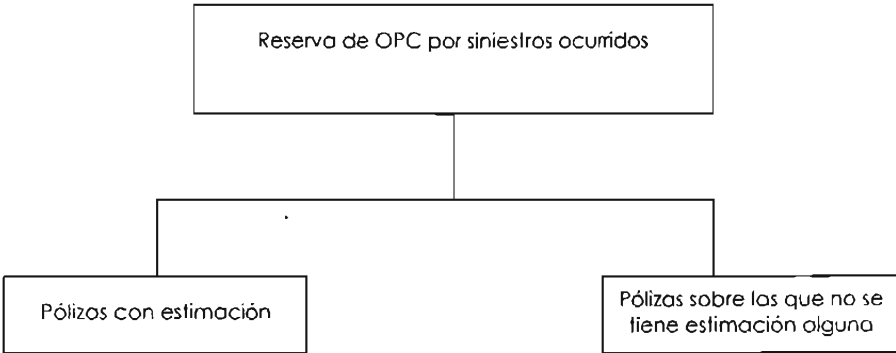 Reserva de OPC por siniestros ocurridos
Pólizas con estimación
Pólizas sobre las que no se
tiene estimación alguna